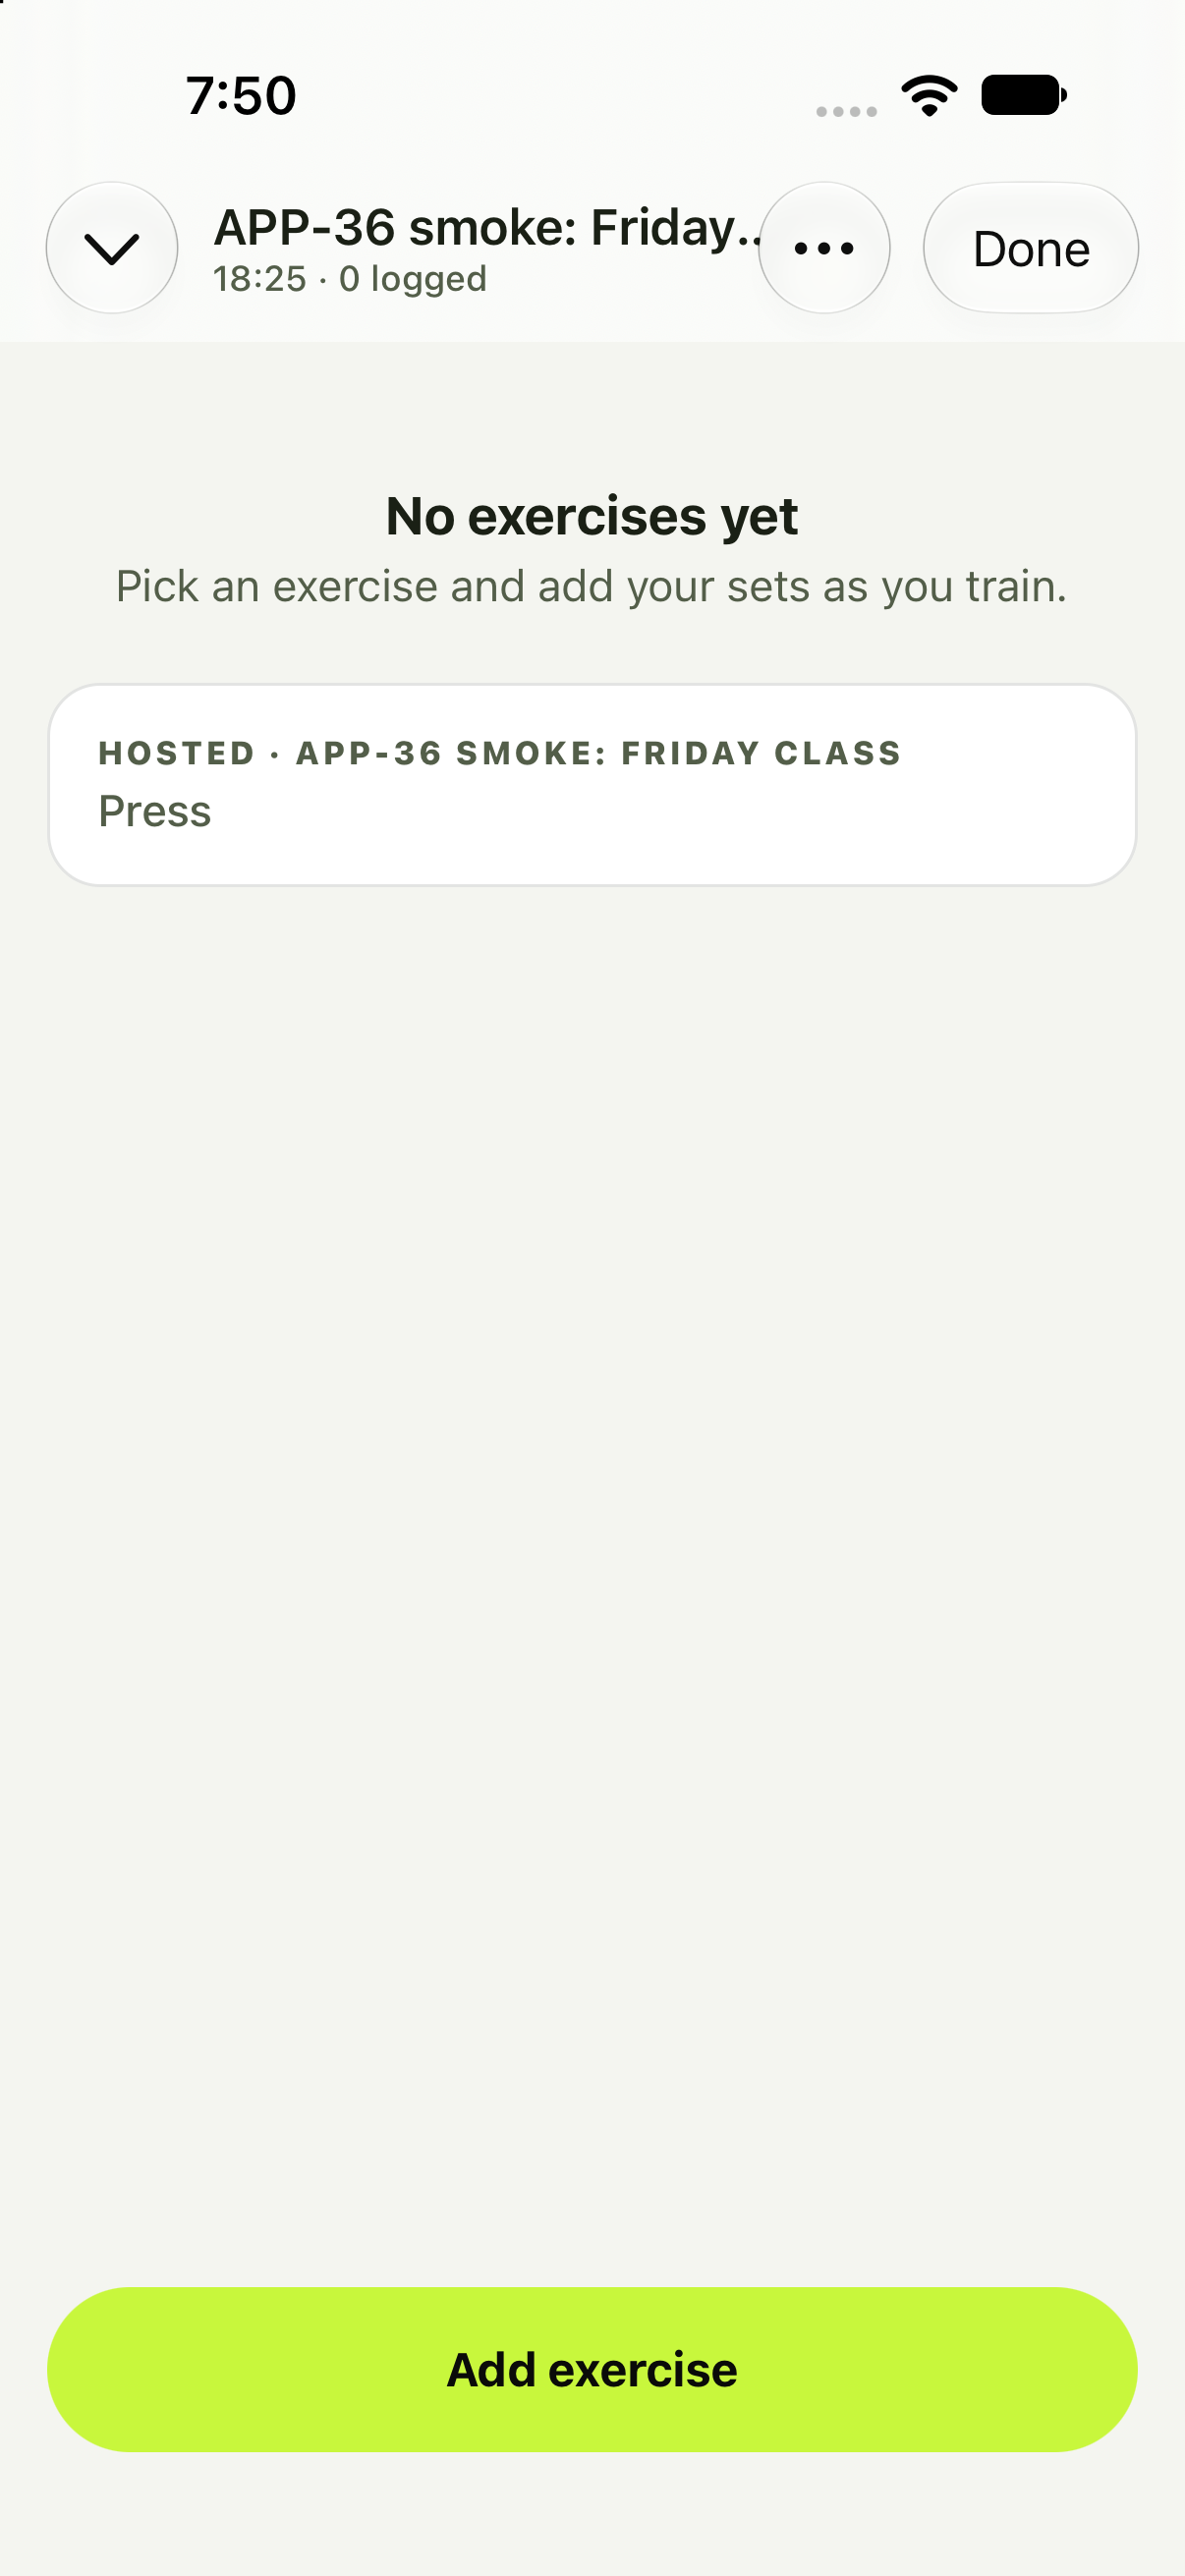 7:50
APP-36 smoke: Friday..
18:25 · 0 logged
Done
No exercises yet
Pick an exercise and add your sets as you train.
HOSTED · APP-36 SMOKE: FRIDAY CLASS
Press
Add exercise